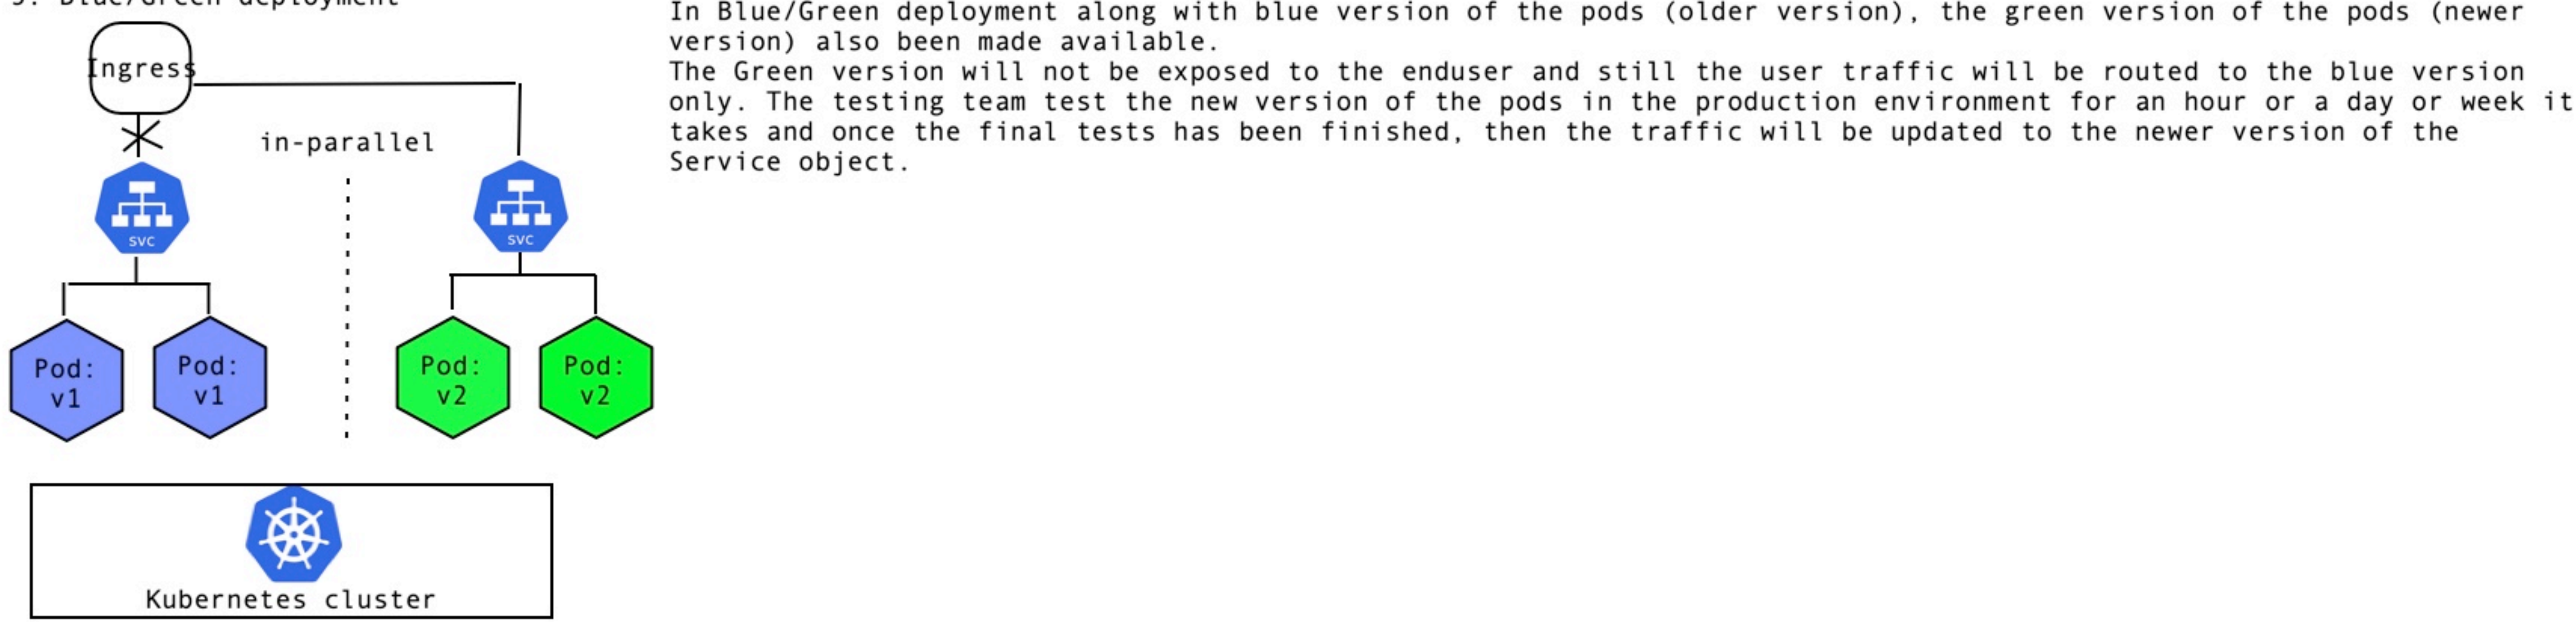 3. Blue/Green deployment
In Blue/Green deployment along with blue version of the pods (older version), the green version of the pods (newer
version) also been made available.
The Green version will not be exposed to the enduser and still the user traffic will be routed to the blue version
only. The testing team test the new version of the pods in the production environment for an hour or a day or week it
takes and once the final tests has been finished, then the traffic will be updated to the newer version of the
Service object.
Ingress
in-parallel
svc
svc
Pod:
v1
Pod:
v1
Pod:
v2
Pod:
v2
Kubernetes cluster